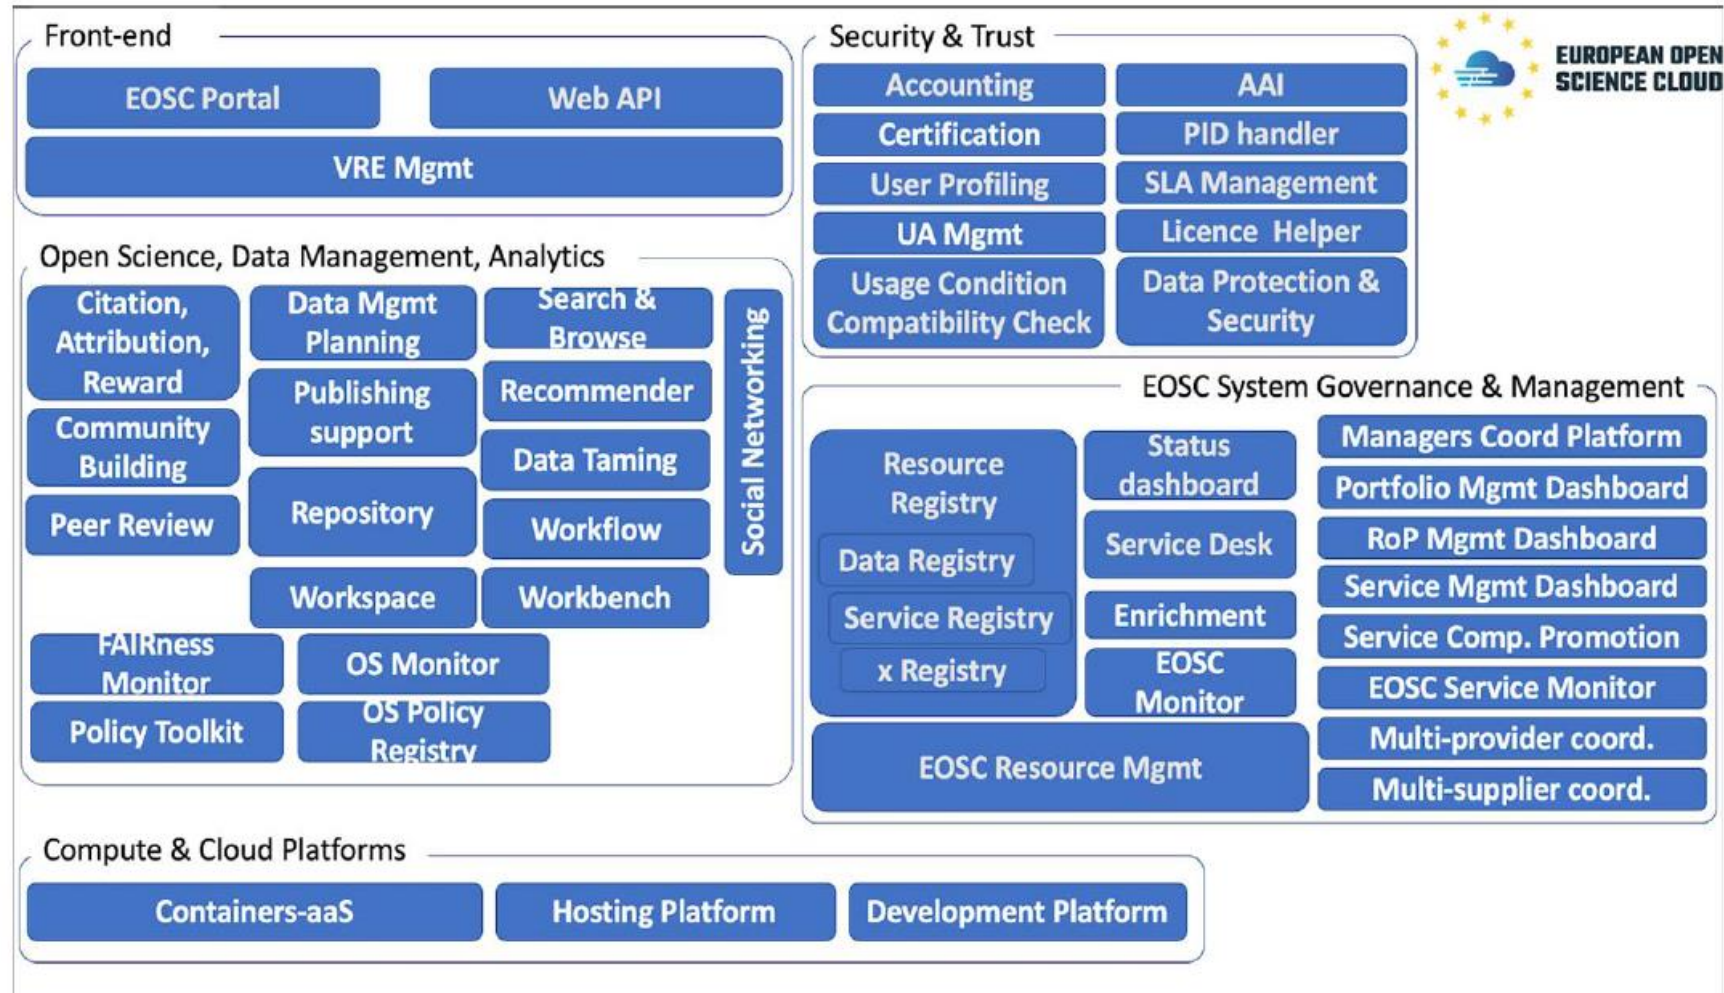 Front-end
EOSC Portal
Web API
VRE Mgmt
Open Science, Data Management, Analytics
Citation,
Attribution,
Reward
Community
Building
Peer Review
Data Mgmt
Planning
Publishing
support
Repository
Workspace
Search &
Browse
Recommender
Data Taming
Workflow
Workbench
Social Networking
FAIRness
Monitor
OS Monitor
Policy Toolkit
OS Policy
Registry
Security & Trust
Accounting
AAI
Certification
PID handler
User Profiling
SLA Management
UA Mgmt
Licence Helper
Usage Condition
Compatibility Check
Data Protection &
Security
EUROPEAN OPEN
SCIENCE CLOUD
EOSC System Governance & Management
Resource
Registry
Data Registry
Service Registry
x Registry
Status
dashboard
Service Desk
Enrichment
EOSC
Monitor
EOSC Resource Mgmt
Managers Coord Platform
Portfolio Mgmt Dashboard
RoP Mgmt Dashboard
Service Mgmt Dashboard
Service Comp. Promotion
EOSC Service Monitor
Multi-provider coord.
Multi-supplier coord.
Compute & Cloud Platforms
Containers-aaS
Hosting Platform
Development Platform